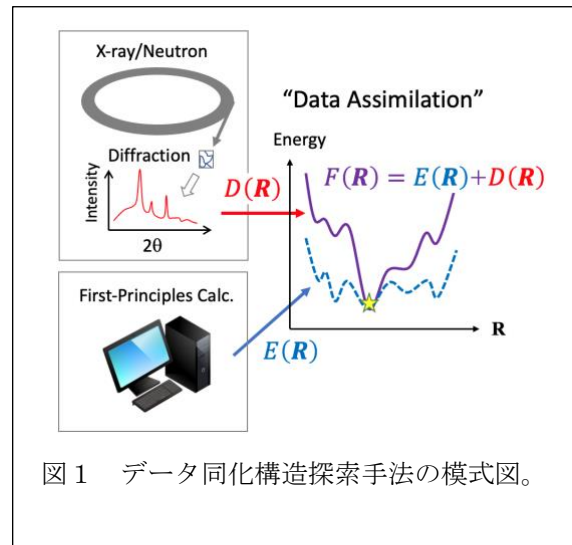 X-ray/Neutron
Diffraction
Intensity
2θ
D(R)
First-Principles Calc.
E(R)
“Data Assimilation”
Energy
F(R) = E(R)+D(R)
R
図1 データ同化構造探索手法の模式図。